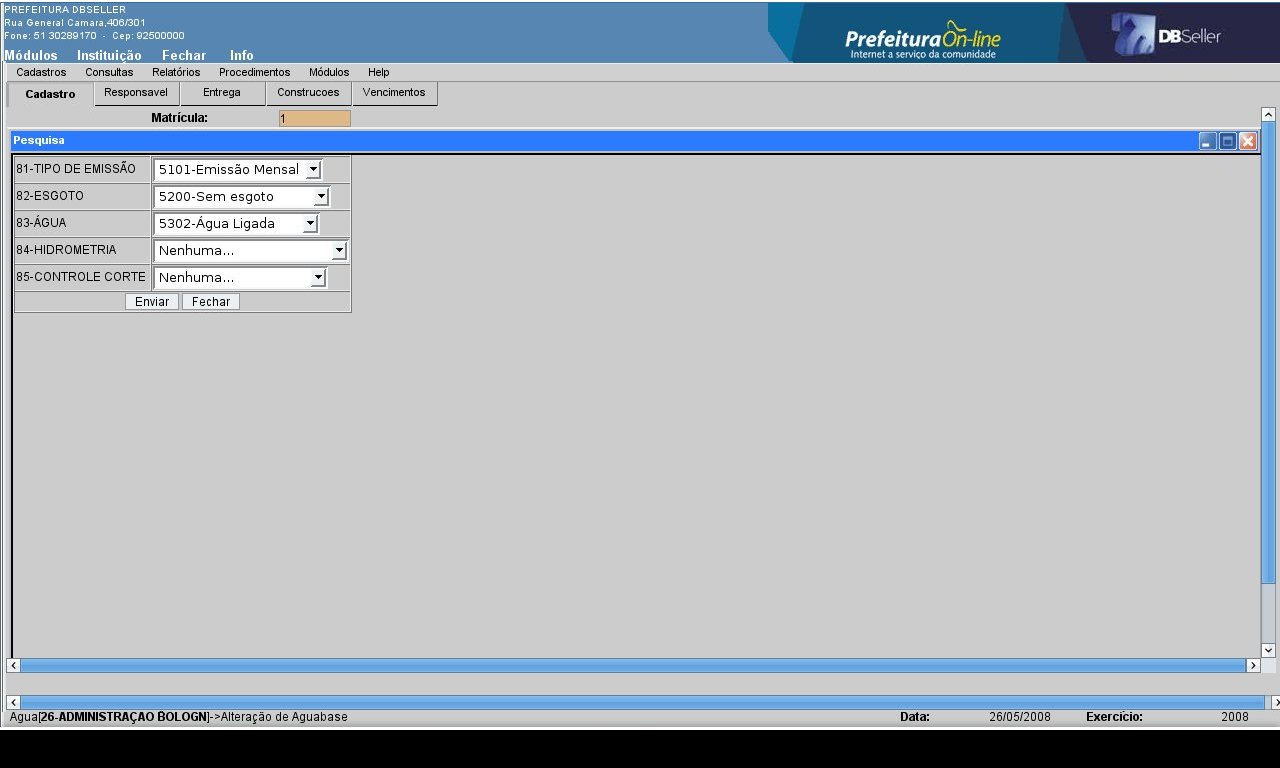 PREFEITURA DBSELLER
Rua General Camara,406/301
Fone: 51 30289170 - Cep: 92500000
Prefeitura On-line
Internet a serviço da comunidade
DBSeller
Módulos Instituição Fechar Info
Cadastros Consultas Relatórios Procedimentos Módulos Help
Cadastro Responsavel Entrega Construcoes Vencimentos
Matrícula: 1
Pesquisa
81-TIPO DE EMISSÃO 5101-Emissão Mensal
82-ESGOTO 5200-Sem esgoto
83-ÁGUA 5302-Água Ligada
84-HIDROMETRIA Nenhuma...
85-CONTROLE CORTE Nenhuma...
Enviar Fechar
Agua[26-ADMINISTRAÇAO BOLOGN]->Alteração de Aguabase Data: 26/05/2008 Exercício: 2008